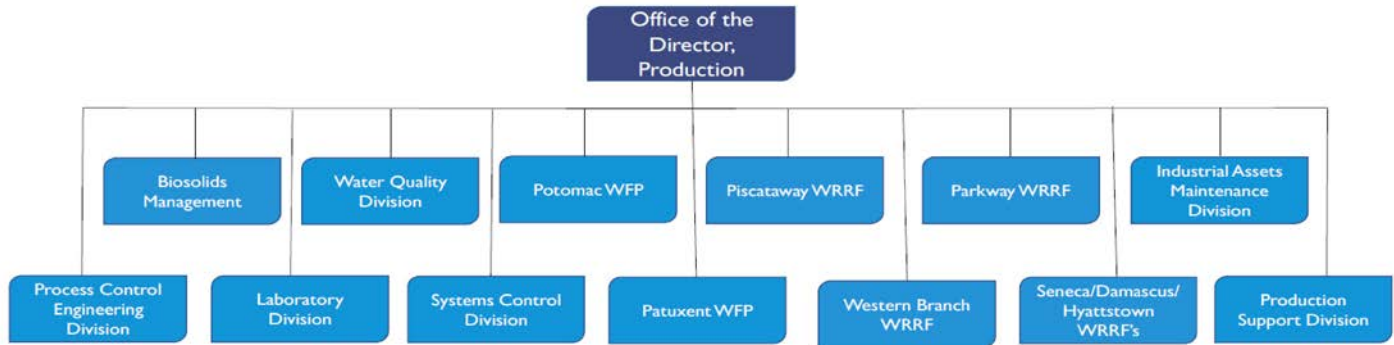 Office of the
Director,
Production
Biosolids
Management
Water Quality
Division
Potomac WFP
Piscataway WRRF
Parkway WRRF
Industrial Assets
Maintenance
Division
Process Control
Engineering
Division
Laboratory
Division
Systems Control
Division
Patuxent WFP
Western Branch
WRRF
Seneca/Damascus/
Hyattstown
WRRF's
Production
Support Division